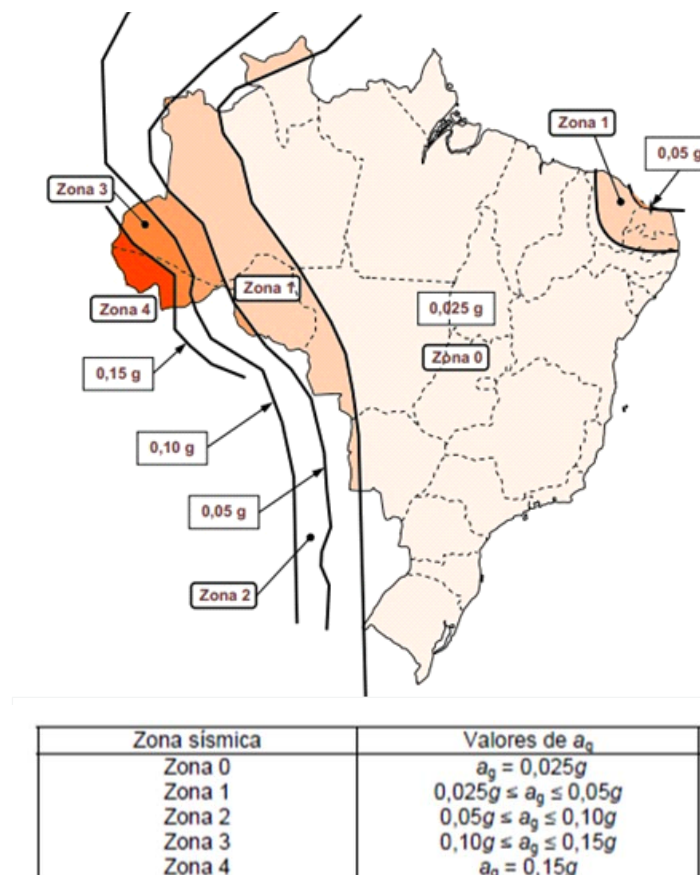 Zona 1
0,05 g
Zona 3
Zona 1
Zona 4
0,025 g
Zona 0
0,15 g
0,10 g
0,05 g
Zona 2
Zona sísmica Valores de ag
Zona 0 ag = 0,025g
Zona 1 0,025g ≤ ag ≤ 0,05g
Zona 2 0,05g ≤ ag ≤ 0,10g
Zona 3 0,10g ≤ ag ≤ 0,15g
Zona 4 ag = 0,15g